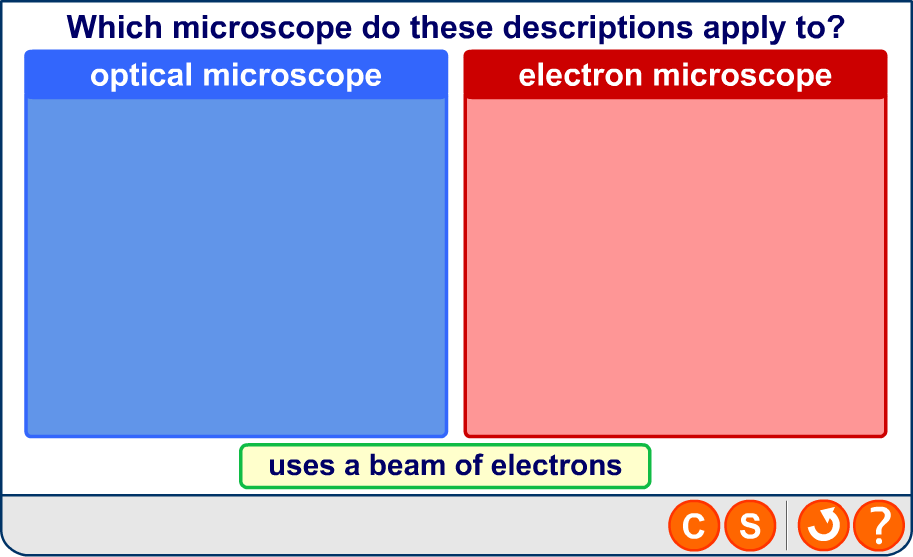 Which microscope do these descriptions apply to?
optical microscope
electron microscope
uses a beam of electrons
C S ?